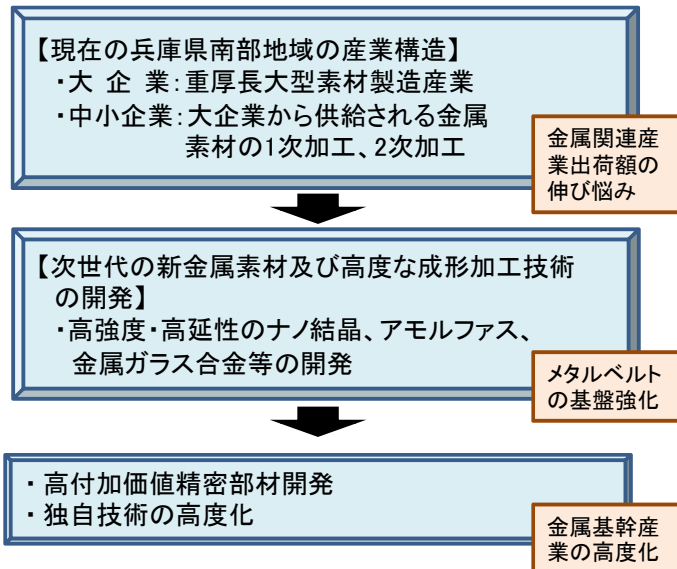 【現在の兵庫県南部地域の産業構造】
・大 企 業：重厚長大型素材製造産業
・中小企業：大企業から供給される金属
素材の1次加工、2次加工
金属関連産
業出荷額の
伸び悩み
【次世代の新金属素材及び高度な成形加工技術
の開発】
・高強度・高延性のナノ結晶、アモルファス、
金属ガラス合金等の開発
メタルベルト
の基盤強化
・ 高付加価値精密部材開発
・ 独自技術の高度化
金属基幹産
業の高度化